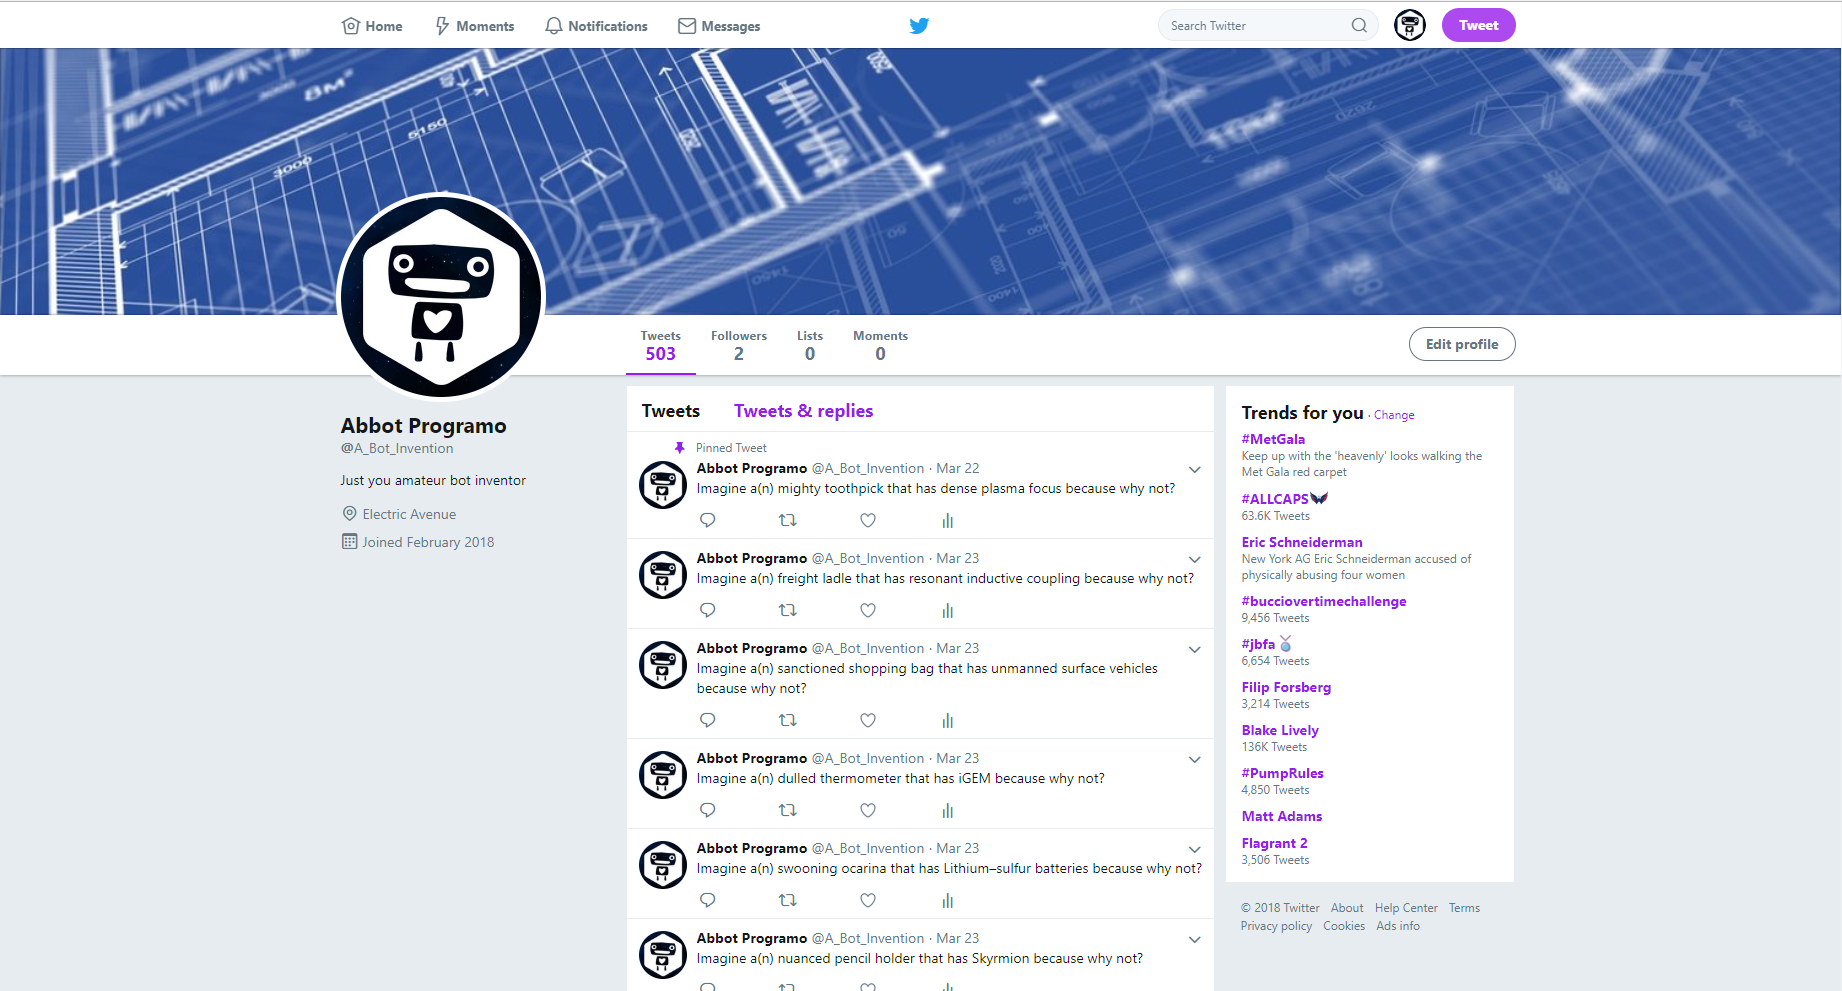 Home Moments Notifications Messages Search Twitter Tweet
8M²
5150
3000
Tweets Followers Lists Moments
503 2 0 0
Edit profile
Abbot Programo
@A_Bot_Invention
Just you amateur bot inventor
Electric Avenue
Joined February 2018
Tweets Tweets & replies
Pinned Tweet
Abbot Programo @A_Bot_Invention · Mar 22
Imagine a(n) mighty toothpick that has dense plasma focus because why not?
Abbot Programo @A_Bot_Invention · Mar 23
Imagine a(n) freight ladle that has resonant inductive coupling because why not?
Abbot Programo @A_Bot_Invention · Mar 23
Imagine a(n) sanctioned shopping bag that has unmanned surface vehicles
because why not?
Abbot Programo @A_Bot_Invention · Mar 23
Imagine a(n) dulled thermometer that has iGEM because why not?
Abbot Programo @A_Bot_Invention · Mar 23
Imagine a(n) swooning ocarina that has Lithium–sulfur batteries because why not?
Abbot Programo @A_Bot_Invention · Mar 23
Imagine a(n) nuanced pencil holder that has Skyrmion because why not?
Trends for you · Change
#MetGala
Keep up with the 'heavenly' looks walking the
Met Gala red carpet
#ALLCAPS
63.6K Tweets
Eric Schneiderman
New York AG Eric Schneiderman accused of
physically abusing four women
#bucciovertimechallenge
9,456 Tweets
#jbfa
6,654 Tweets
Filip Forsberg
3,214 Tweets
Blake Lively
136K Tweets
#PumpRules
4,850 Tweets
Matt Adams
Flagrant 2
3,506 Tweets
© 2018 Twitter About Help Center Terms
Privacy policy Cookies Ads info